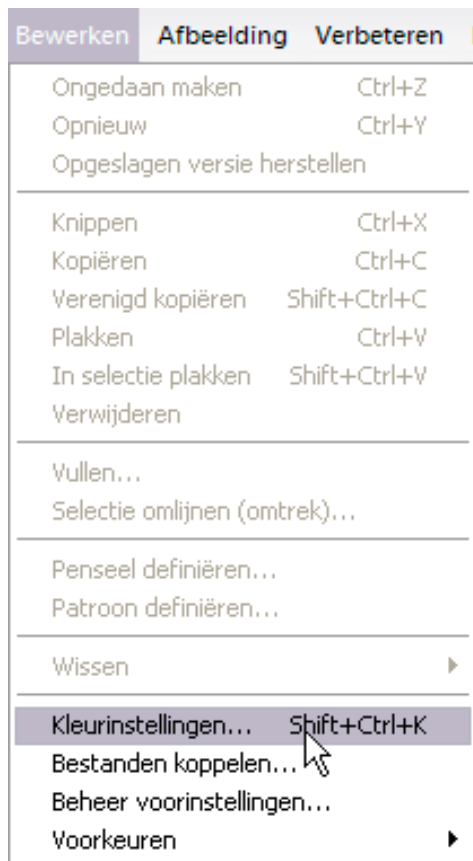 Bewerken Afbeelding Verbeteren
Ongedaan maken Ctrl+Z
Opnieuw Ctrl+Y
Opgeslagen versie herstellen
Knippen Ctrl+X
Kopiëren Ctrl+C
Verenigd kopiëren Shift+Ctrl+C
Plakken Ctrl+V
In selectie plakken Shift+Ctrl+V
Verwijderen
Vullen...
Selectie omlijnen (omtrek)...
Penseel definiëren...
Patroon definiëren...
Wissen
Kleurinstellingen... Shift+Ctrl+K
Bestanden koppelen...
Beheer voorinstellingen...
Voorkeuren